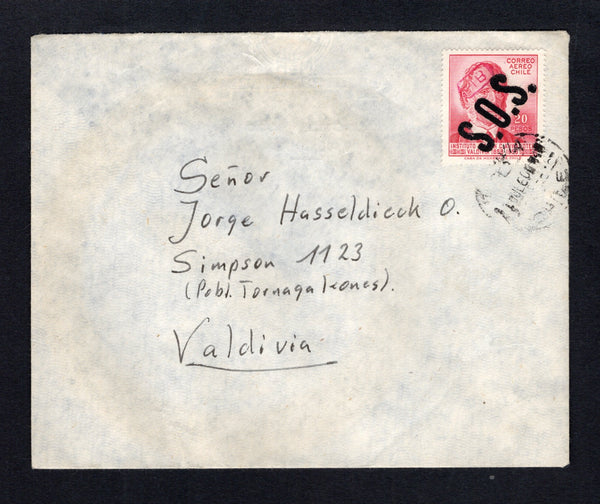 CORREO
AEREO
CHILE
S.O.S.
20
PESOS
Señor
Jorge Hasseldieck O.
Simpson 1123
(Pobl. Tornagaleones).
Valdivia